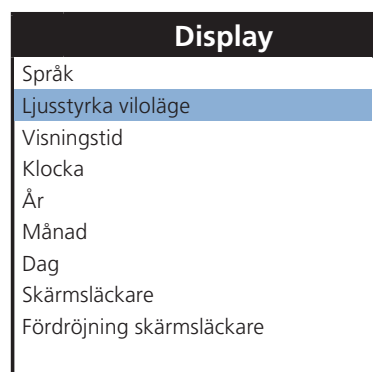 Display
Språk
Ljusstyrka viloläge
Visningstid
Klocka
År
Månad
Dag
Skärmsläckare
Fördröjning skärmsläckare